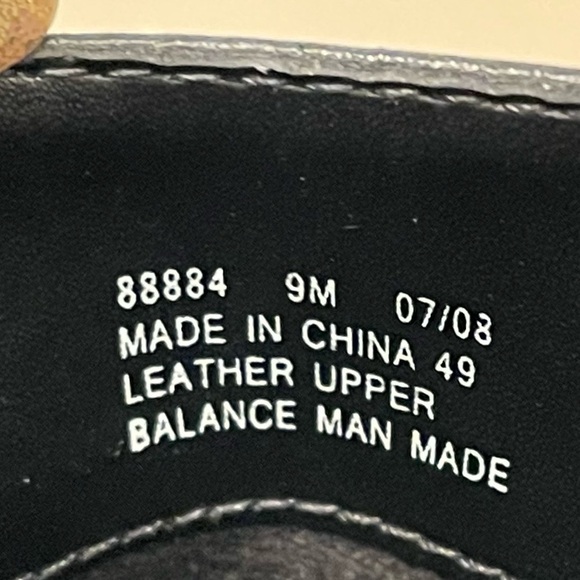 88884 9M 07/08
MADE IN CHINA 49
LEATHER UPPER
BALANCE MAN MADE